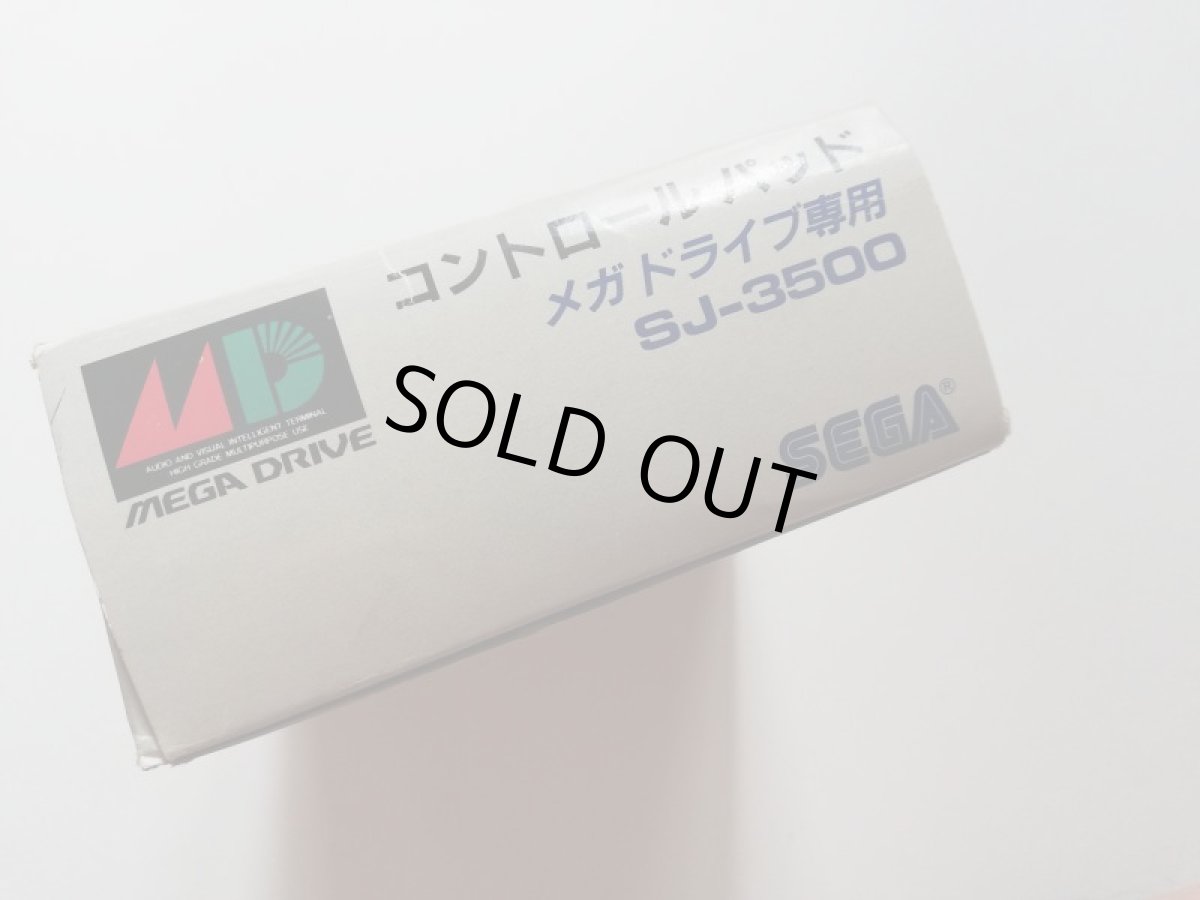 コントロールパッド
メガドライブ専用
SJ-3500
MD
AUDIO AND VISUAL INTELLIGENT TERMINAL
HIGH GRADE MULTIPURPOSE USE
MEGA DRIVE
SEGA®
SOLD OUT